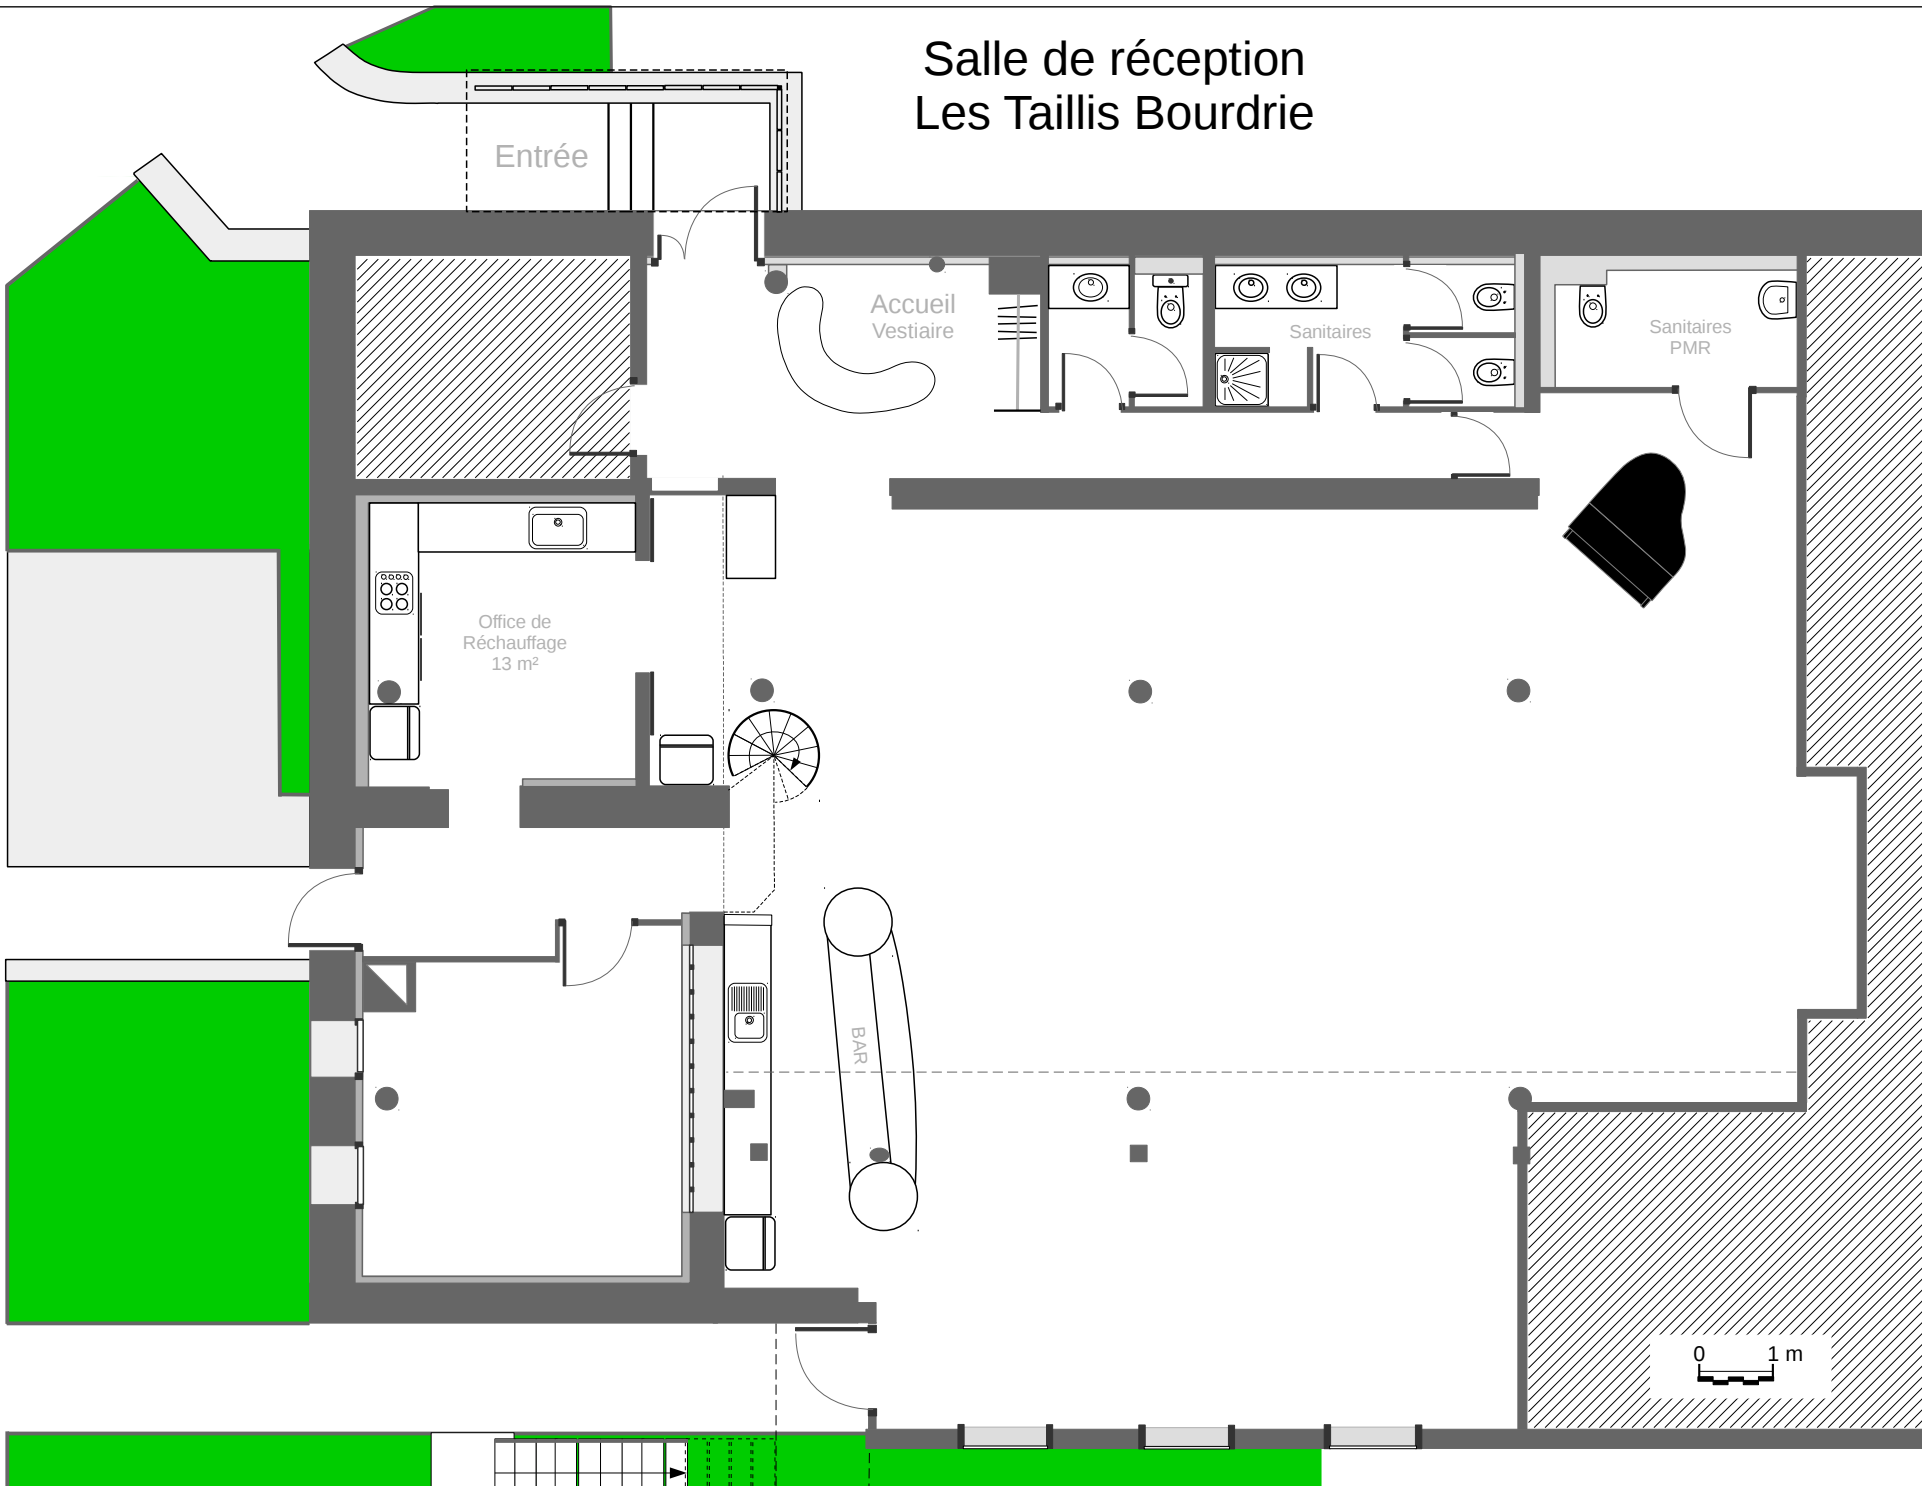 Salle de réception
Les Taillis Bourdrie
Entrée
Accueil
Vestiaire
Sanitaires
Sanitaires
PMR
Office de
Réchauffage
13 m²
BAR
0 1 m